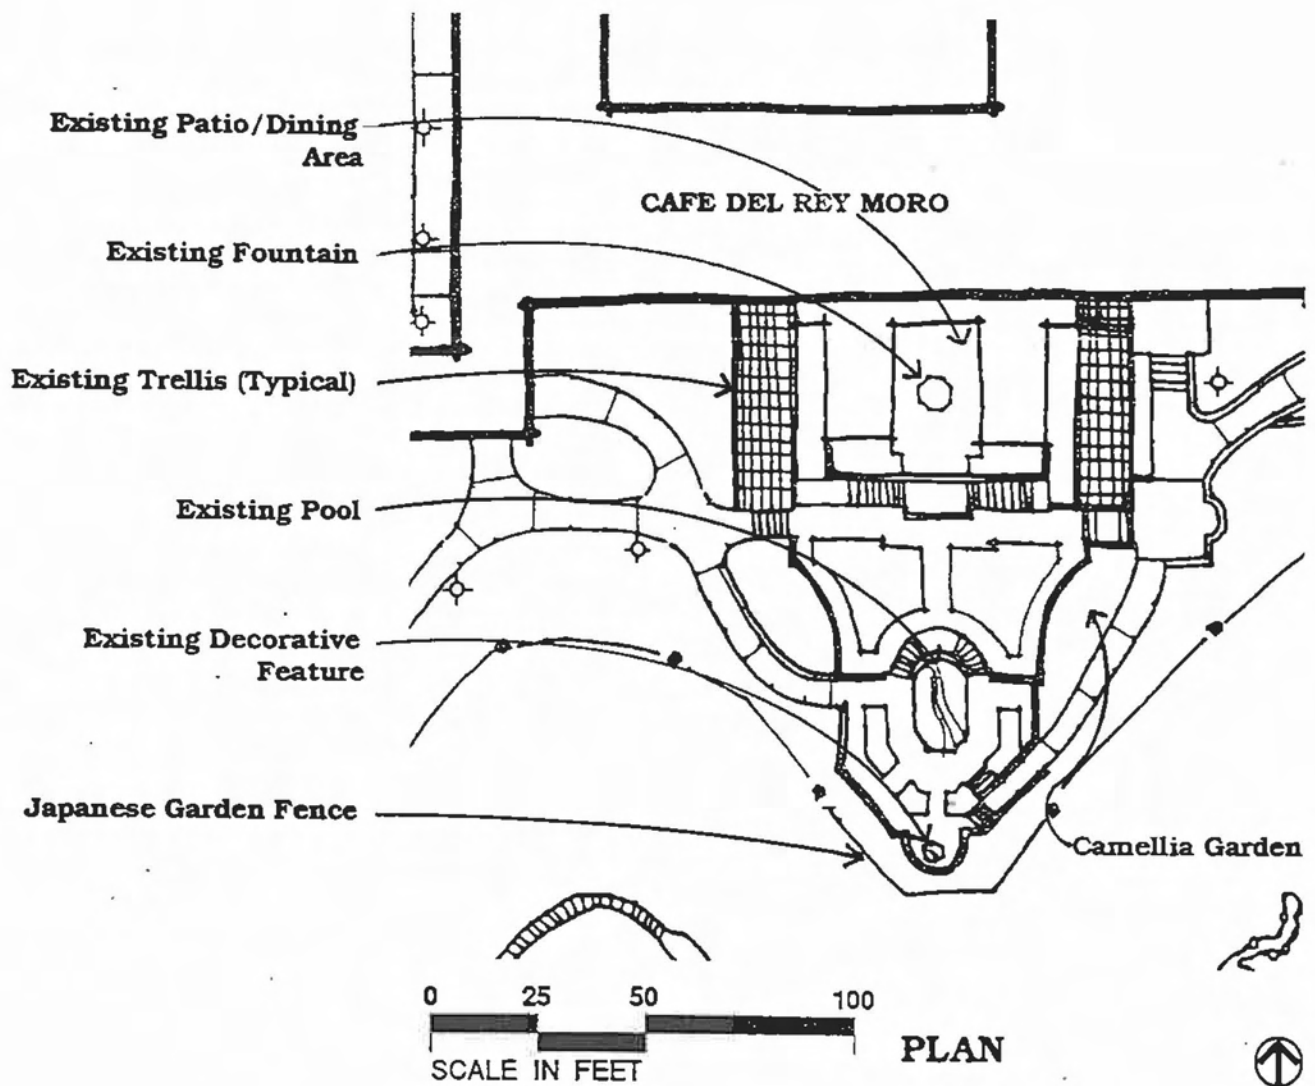 Existing Patio/Dining
Area
CAFE DEL REY MORO
Existing Fountain
Existing Trellis (Typical)
Existing Pool
Existing Decorative
Feature
Japanese Garden Fence
Camellia Garden
0 25 50 100
SCALE IN FEET
PLAN